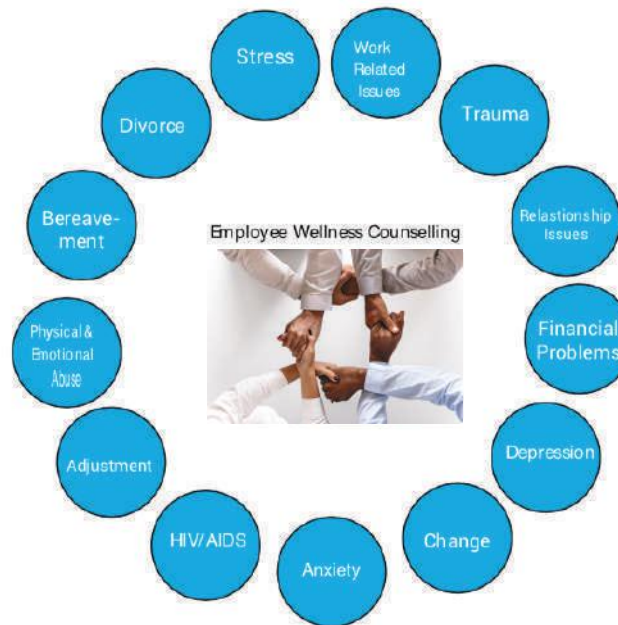 Stress
Work
Related
Issues
Trauma
Divorce
Relastionship
Issues
Bereave-
ment
Employee Wellness Counselling
Financial
Problems
Physical &
Emotional
Abuse
Depression
Adjustment
Change
HIV/AIDS
Anxiety